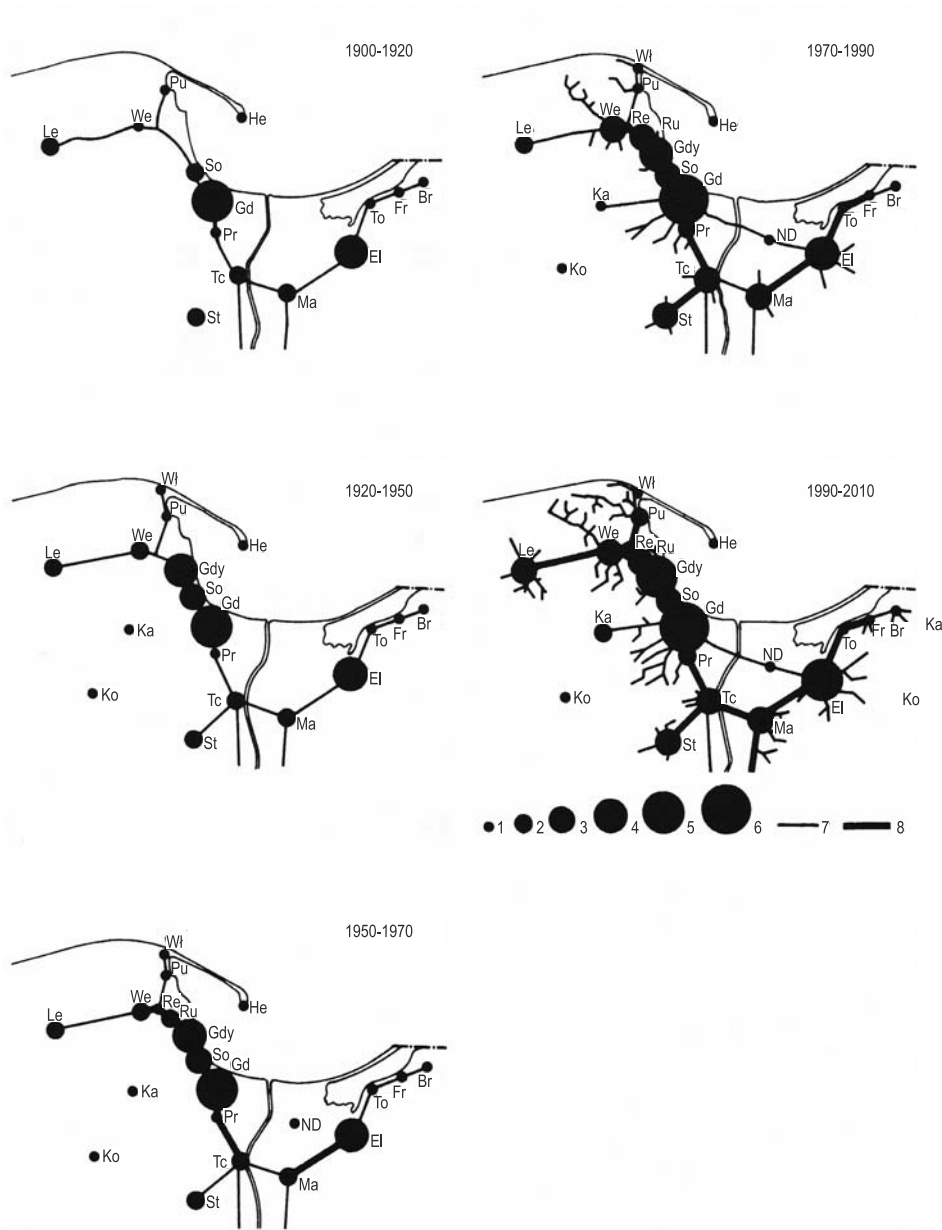 1900-1920
Pu
We
He
Le
So
Gd
Br
Fr
To
Pr
El
Tc
Ma
St
1970-1990
Wł
Pu
We
Re
Ru
He
Le
Gdy
So
Gd
Ka
Br
Fr
To
Pr
ND
El
Ko
Tc
Ma
St
1920-1950
Wł
Pu
We
He
Le
Gdy
So
Gd
Ka
Br
Fr
To
Pr
El
Ko
Tc
Ma
St
1990-2010
Wł
Pu
We
Re
Ru
He
Le
Gdy
So
Gd
Ka
Fr
Br
Ka
To
Pr
ND
El
Ko
Ko
Tc
Ma
St
1 2 3 4 5 6 7 8
1950-1970
Wł
Pu
We
Re
Ru
He
Le
Gdy
So
Gd
Ka
Br
Fr
To
Pr
ND
El
Ko
Tc
Ma
St